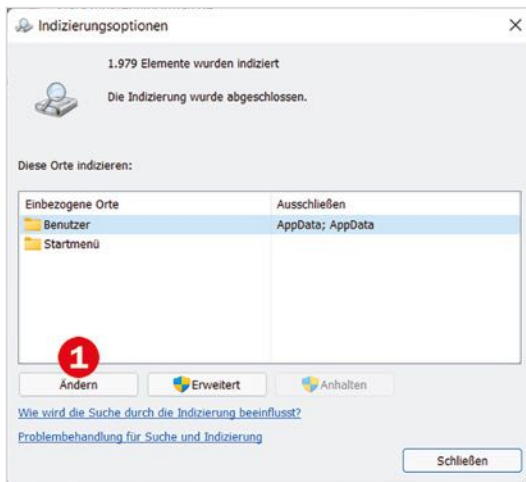 Indizierungsoptionen
1.979 Elemente wurden indiziert
Die Indizierung wurde abgeschlossen.
Diese Orte indizieren:
Einbezogene Orte Ausschließen
Benutzer AppData; AppData
Startmenü
1
Ändern Erweitert Anhalten
Wie wird die Suche durch die Indizierung beeinflusst?
Problembehandlung für Suche und Indizierung
Schließen